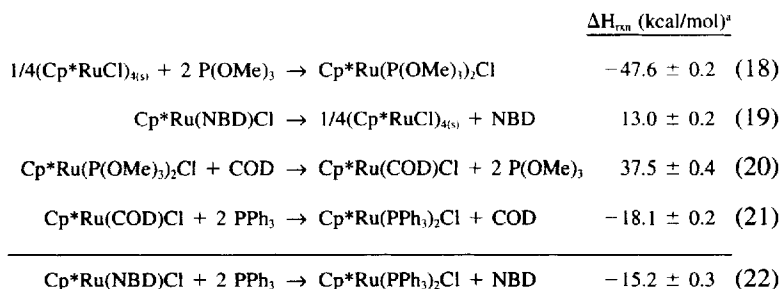 ΔH_rxn (kcal/mol)^a
1/4(Cp*RuCl)_4(s) + 2 P(OMe)_3 → Cp*Ru(P(OMe)_3)_2Cl −47.6 ± 0.2 (18)
Cp*Ru(NBD)Cl → 1/4(Cp*RuCl)_4(s) + NBD 13.0 ± 0.2 (19)
Cp*Ru(P(OMe)_3)_2Cl + COD → Cp*Ru(COD)Cl + 2 P(OMe)_3 37.5 ± 0.4 (20)
Cp*Ru(COD)Cl + 2 PPh_3 → Cp*Ru(PPh_3)_2Cl + COD −18.1 ± 0.2 (21)
Cp*Ru(NBD)Cl + 2 PPh_3 → Cp*Ru(PPh_3)_2Cl + NBD −15.2 ± 0.3 (22)